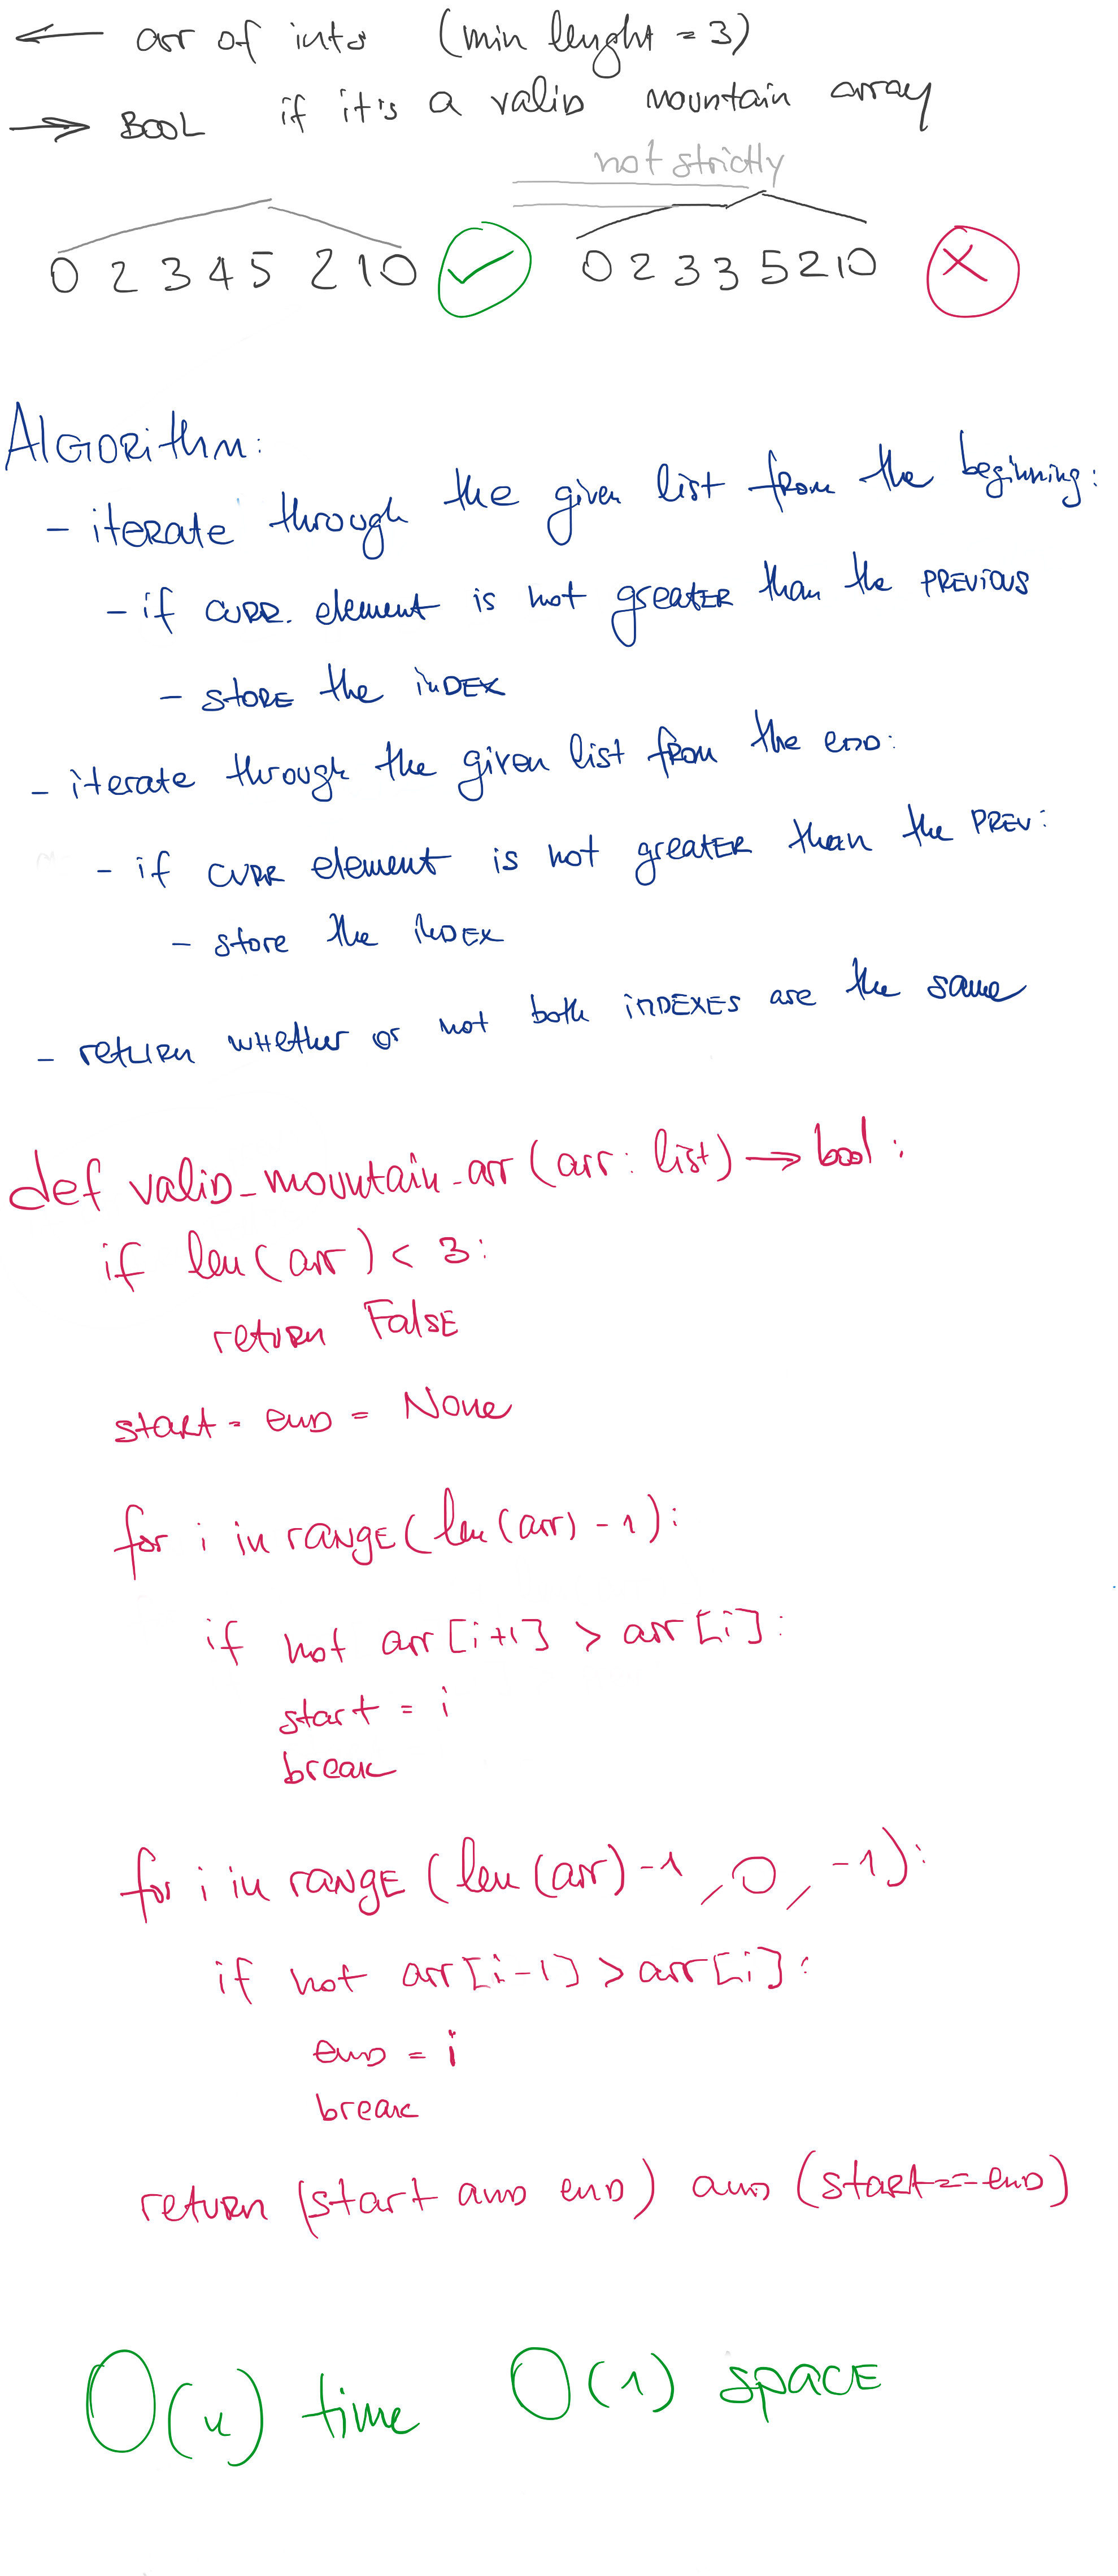 ← arr of ints (min lenght = 3)
→ BOOL if it's a valid mountain array
not strictly
0 2 3 4 5 2 1 0 ✓ 0 2 3 3 5 2 1 0 ✗
Algorithm:
- iterate through the given list from the beginning:
- if curr. element is not greater than the previous
- store the index
- iterate through the given list from the end:
- if curr element is not greater than the prev:
- store the index
- return whether or not both indexes are the same
def valid_mountain_arr(arr: list) → bool:
if len(arr) < 3:
return False
start = end = None
for i in range(len(arr) - 1):
if not arr[i+1] > arr[i]:
start = i
break
for i in range(len(arr)-1, 0, -1):
if not arr[i-1] > arr[i]:
end = i
break
return (start and end) and (start == end)
O(n) time O(1) space